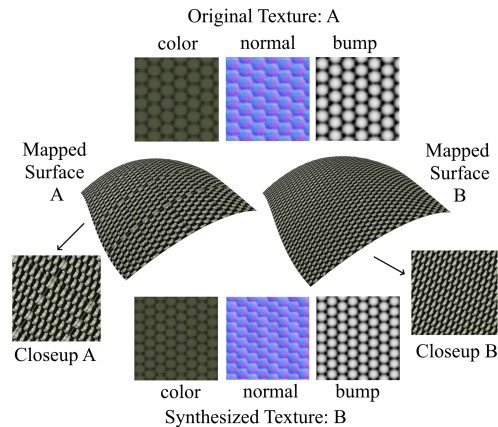 Original Texture: A
color normal bump
Mapped
Surface
A
Mapped
Surface
B
Closeup A
Closeup B
color normal bump
Synthesized Texture: B